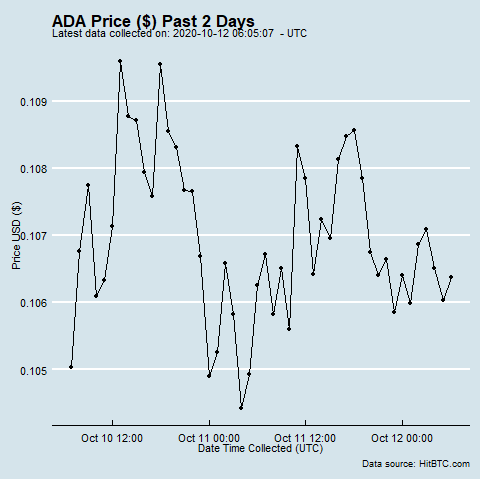 ADA Price ($) Past 2 Days
Latest data collected on: 2020-10-12 06:05:07 - UTC
Price USD ($)
0.109
0.108
0.107
0.106
0.105
Oct 10 12:00 Oct 11 00:00 Oct 11 12:00 Oct 12 00:00
Date Time Collected (UTC)
Data source: HitBTC.com